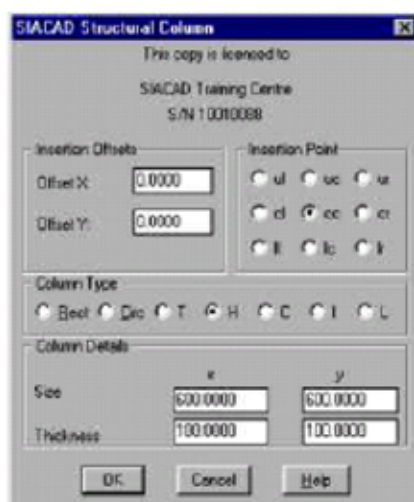 SIACAD Structural Column
This copy is licenced to
SIACAD Training Centre
S/N 10010088
Insertion Offsets
Offset X: 0.0000
Offset Y: 0.0000
Insertion Point
ul uc ur
cl cc cr
ll lc lr
Column Type
Rect Circ T H C I L
Column Details
x y
Size 600.0000 600.0000
Thickness 100.0000 100.0000
OK Cancel Help